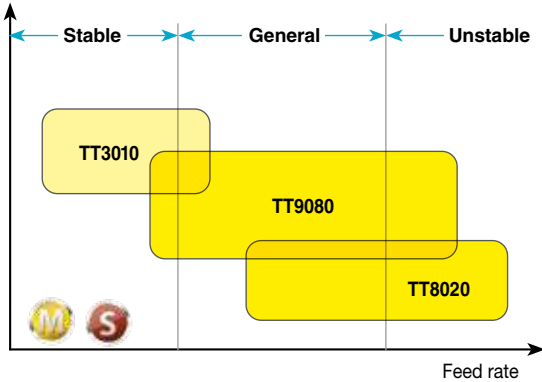 Stable General Unstable
TT3010
TT9080
TT8020
M S
Feed rate